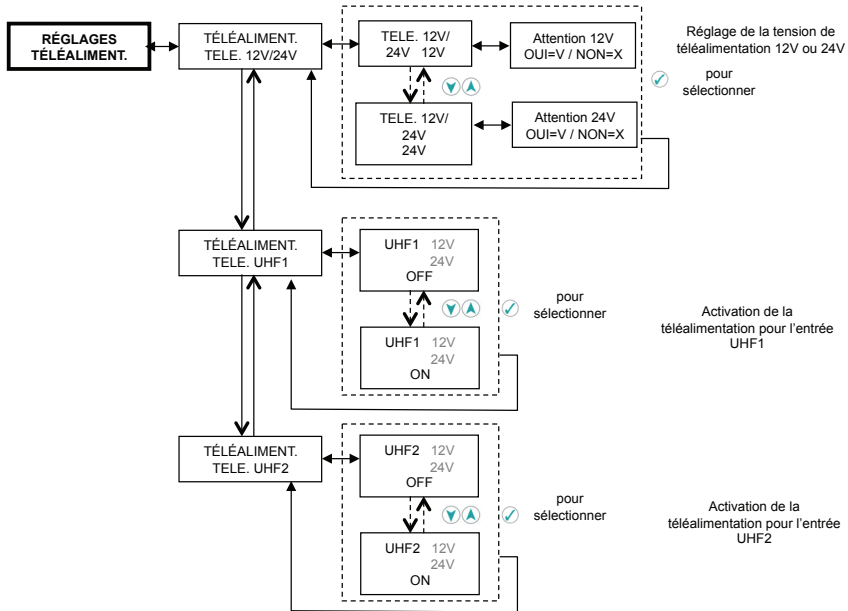 RÉGLAGES
TÉLÉALIMENT.
TÉLÉALIMENT.
TELE. 12V/24V
TELE. 12V/
24V 12V
Attention 12V
OUI=V / NON=X
Réglage de la tension de
téléalimentation 12V ou 24V
pour
sélectionner
TELE. 12V/
24V
24V
Attention 24V
OUI=V / NON=X
TÉLÉALIMENT.
TELE. UHF1
UHF1 12V
24V
OFF
pour
sélectionner
UHF1 12V
24V
ON
Activation de la
téléalimentation pour l'entrée
UHF1
TÉLÉALIMENT.
TELE. UHF2
UHF2 12V
24V
OFF
pour
sélectionner
UHF2 12V
24V
ON
Activation de la
téléalimentation pour l'entrée
UHF2